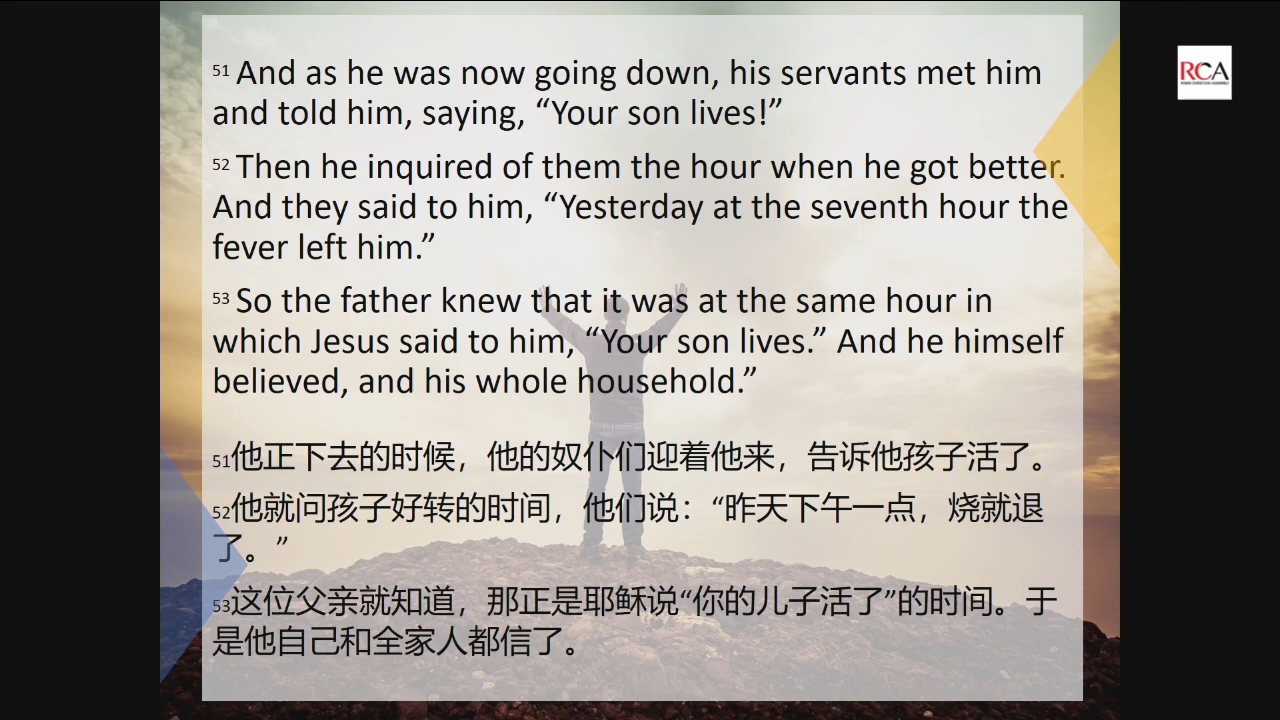 51 And as he was now going down, his servants met him
and told him, saying, “Your son lives!”
52 Then he inquired of them the hour when he got better.
And they said to him, “Yesterday at the seventh hour the
fever left him.”
53 So the father knew that it was at the same hour in
which Jesus said to him, “Your son lives.” And he himself
believed, and his whole household.”
51他正下去的时候，他的奴仆们迎着他来，告诉他孩子活了。
52他就问孩子好转的时间，他们说：“昨天下午一点，烧就退
了。”
53这位父亲就知道，那正是耶稣说“你的儿子活了”的时间。于
是他自己和全家人都信了。
RCA